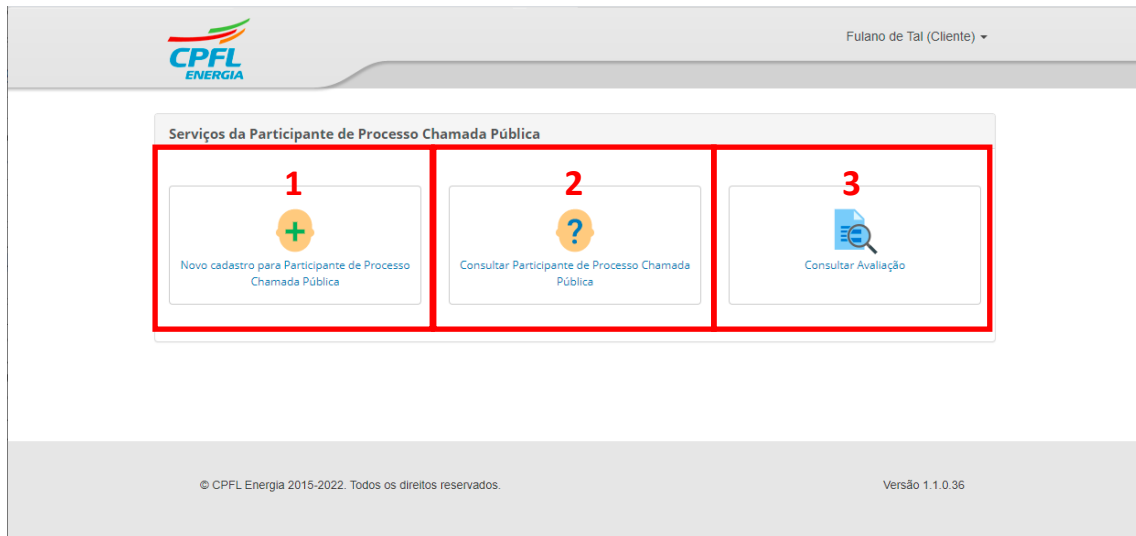 CPFL
ENERGIA
Fulano de Tal (Cliente)
Serviços da Participante de Processo Chamada Pública
1
2
3
+
?
Novo cadastro para Participante de Processo
Chamada Pública
Consultar Participante de Processo Chamada
Pública
Consultar Avaliação
© CPFL Energia 2015-2022. Todos os direitos reservados.
Versão 1.1.0.36